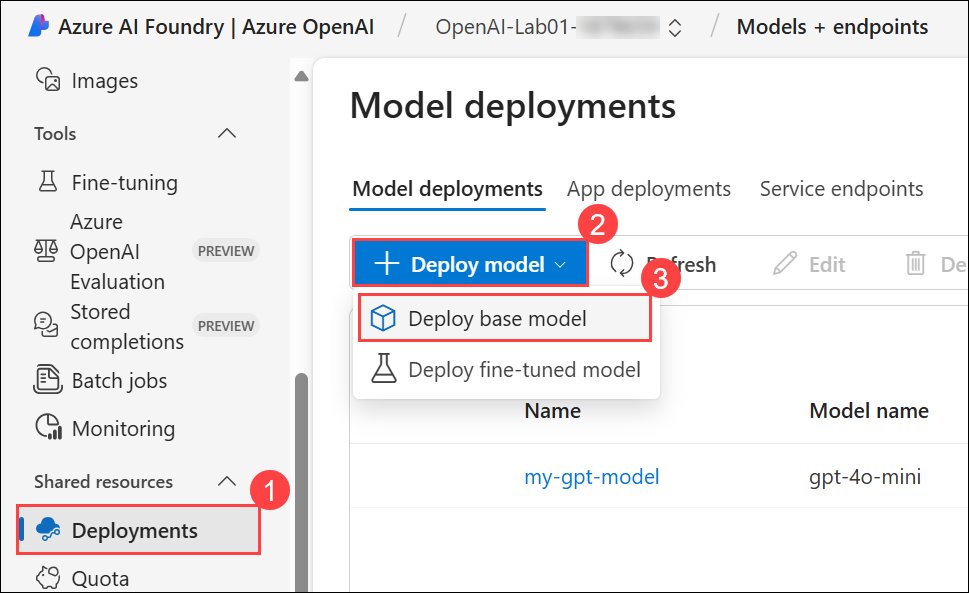 Azure AI Foundry | Azure OpenAI / OpenAI-Lab01- / Models + endpoints
Images
Tools
Fine-tuning
Azure
OpenAI PREVIEW
Evaluation
Stored
completions PREVIEW
Batch jobs
Monitoring
Shared resources
1
Deployments
Quota
Model deployments
Model deployments App deployments Service endpoints
2
Deploy model Refresh Edit De
3
Deploy base model
Deploy fine-tuned model
Name Model name
my-gpt-model gpt-4o-mini